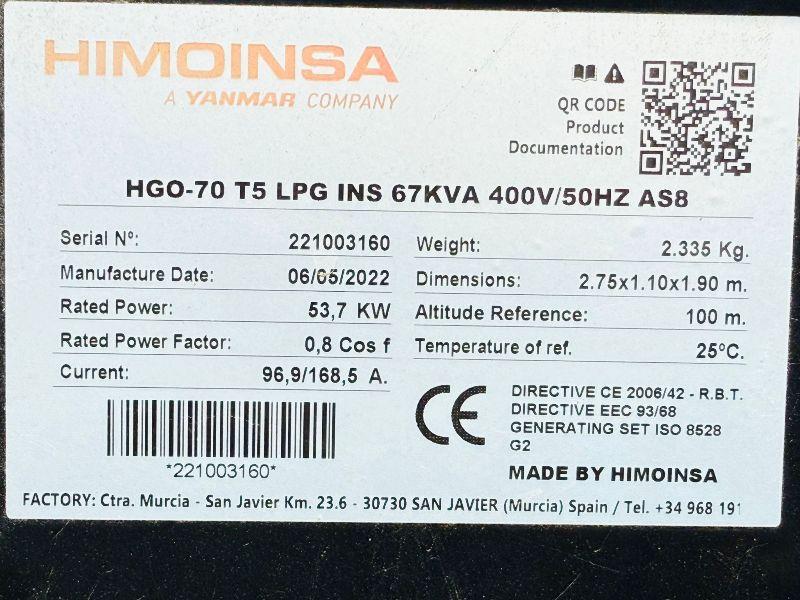 HIMOINSA
A YANMAR COMPANY
QR CODE
Product
Documentation
HGO-70 T5 LPG INS 67KVA 400V/50HZ AS8
Serial Nº: 221003160
Manufacture Date: 06/05/2022
Rated Power: 53,7 KW
Rated Power Factor: 0,8 Cos f
Current: 96,9/168,5 A.
Weight: 2.335 Kg.
Dimensions: 2.75x1.10x1.90 m.
Altitude Reference: 100 m.
Temperature of ref. 25ºC.
*221003160*
CE
DIRECTIVE CE 2006/42 - R.B.T.
DIRECTIVE EEC 93/68
GENERATING SET ISO 8528
G2
MADE BY HIMOINSA
FACTORY: Ctra. Murcia - San Javier Km. 23.6 - 30730 SAN JAVIER (Murcia) Spain / Tel. +34 968 191